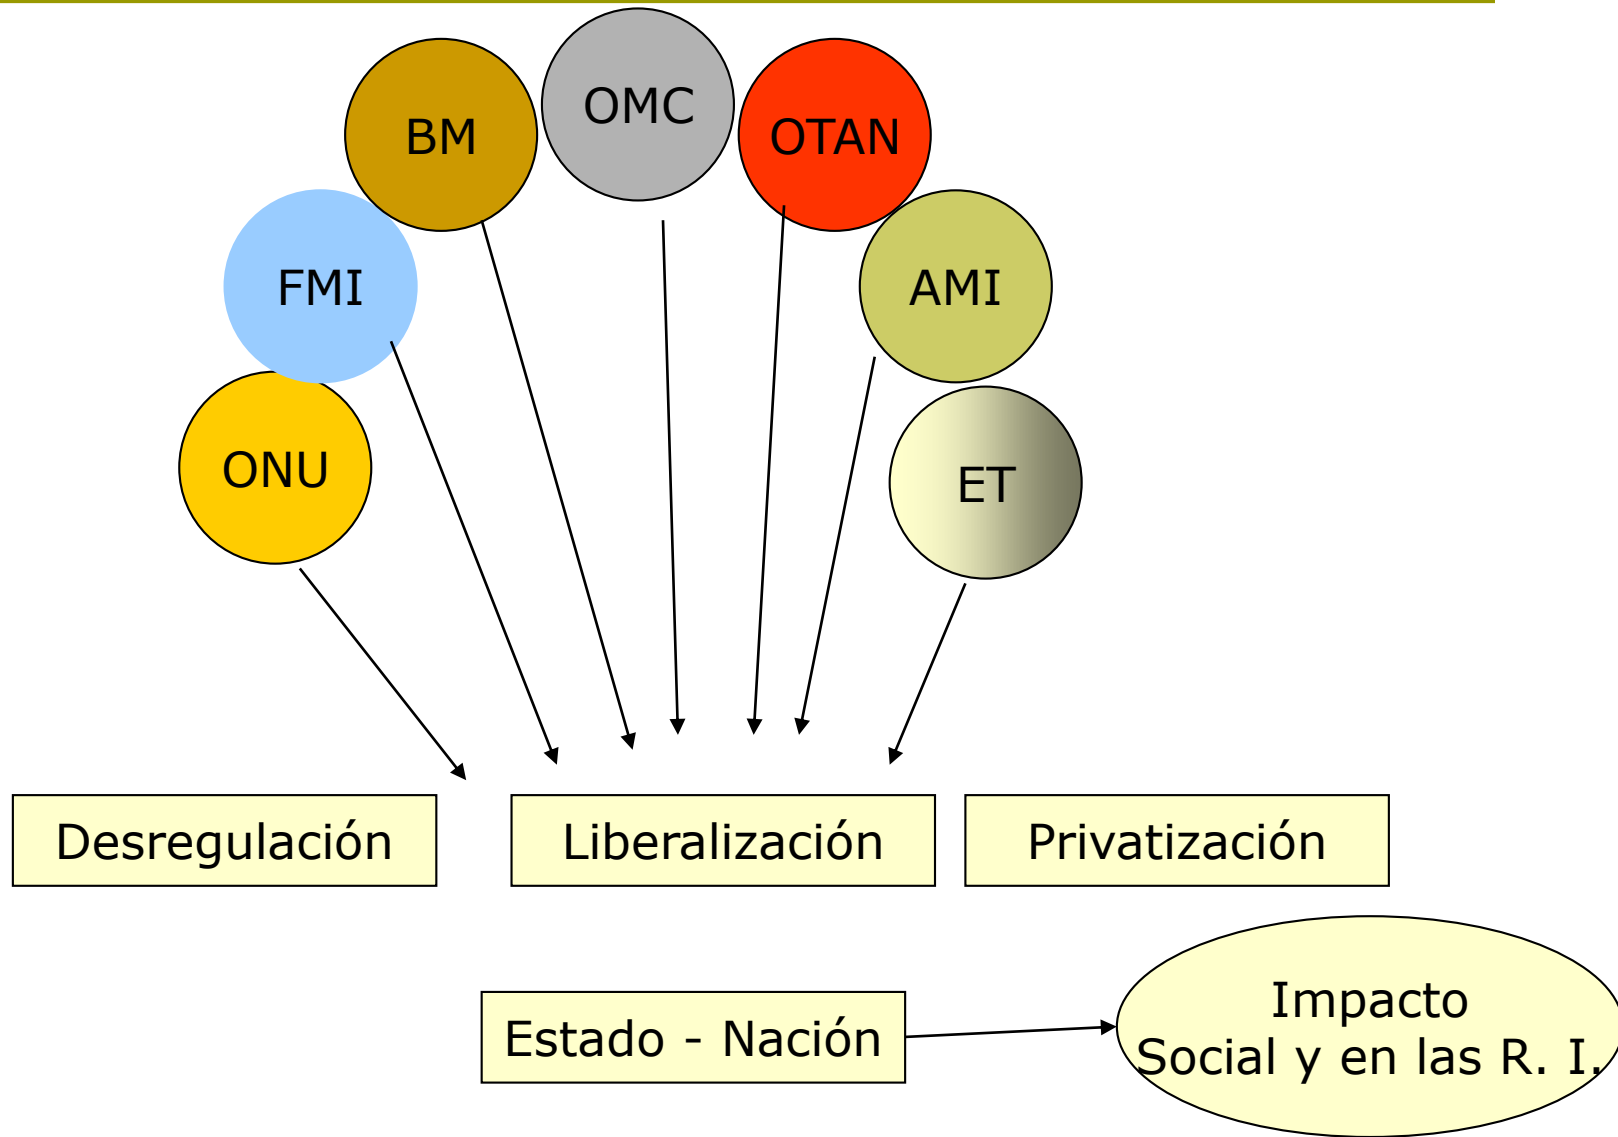 OMC
BM
OTAN
FMI
AMI
ONU
ET
Desregulación
Liberalización
Privatización
Estado - Nación
Impacto
Social y en las R. I.